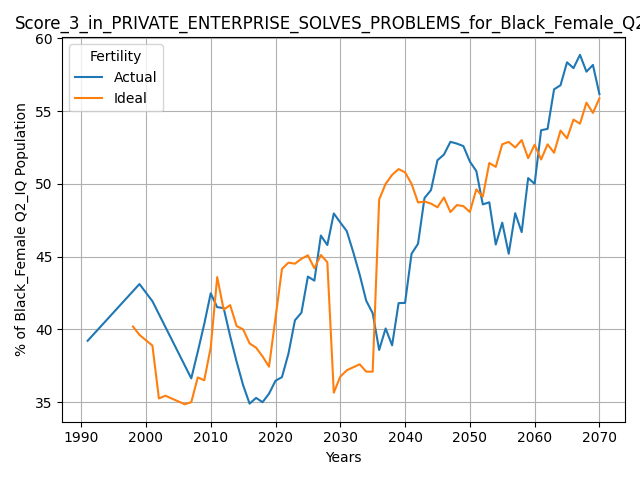 Score_3_in_PRIVATE_ENTERPRISE_SOLVES_PROBLEMS_for_Black_Female_Q2
Fertility
Actual
Ideal
% of Black_Female Q2_IQ Population
60
55
50
45
40
35
1990 2000 2010 2020 2030 2040 2050 2060 2070
Years